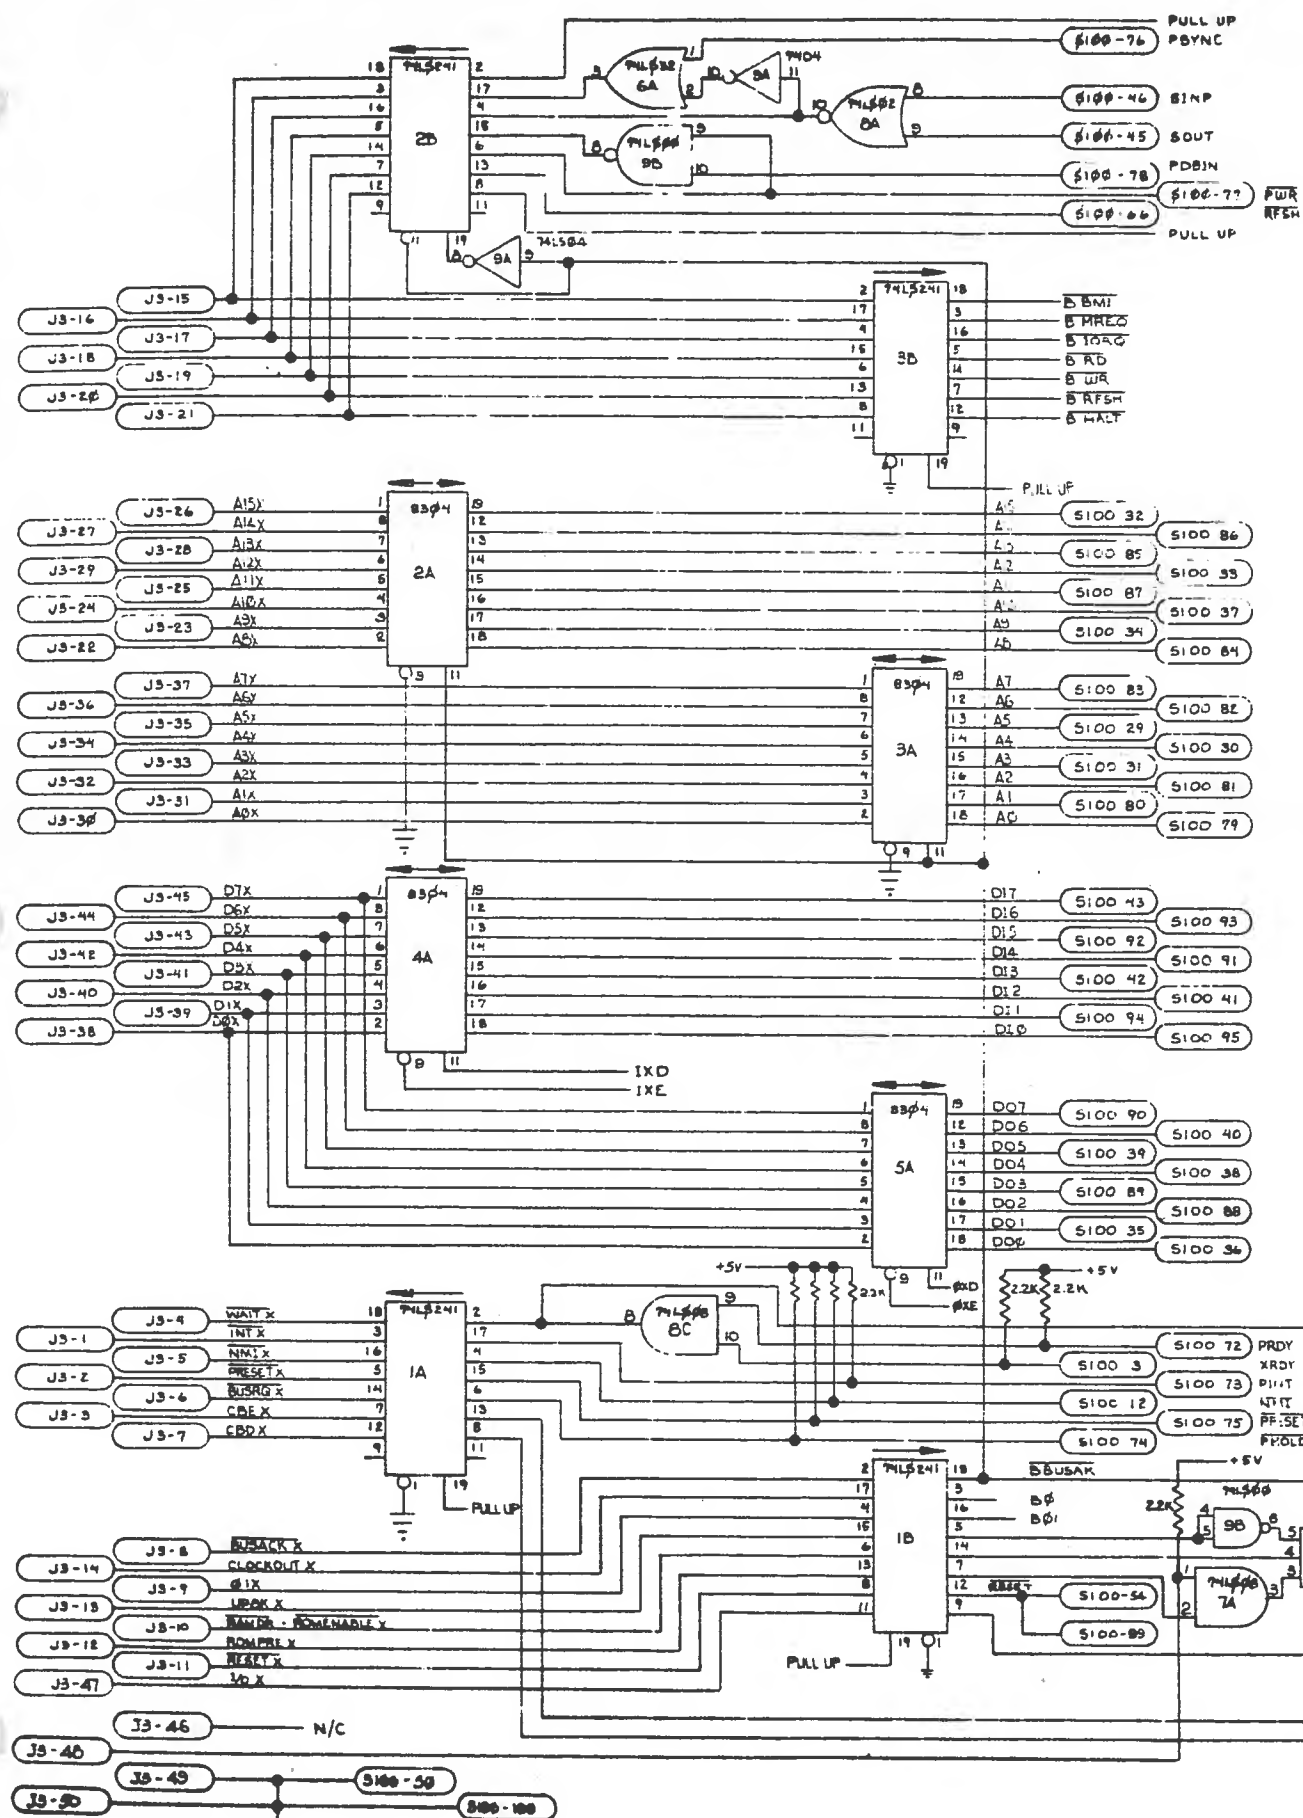 PULL UP
S100-76 PSYNC
74LS241
74LS32
6A
7404
9A
74LS02
8A
2B
S100-46 SINP
S100-45 SOUT
74LS00
9B
PDBIN
S100-78
S100-77 PWR
S100-66 RFSH
PULL UP
74LS04
9A
J3-15
J3-16
J3-17
J3-18
J3-19
J3-20
J3-21
74LS241
3B
B BM1
B MREQ
B IORQ
B RD
B WR
B RFSH
B HALT
PULL UP
J3-26 A15X
J3-27 A14X
J3-28 A13X
J3-29 A12X
J3-25 A11X
J3-24 A10X
J3-23 A9X
J3-22 A8X
8304
2A
S100 32
S100 86
S100 85
S100 33
S100 87
S100 37
A9 S100 34
A8 S100 84
J3-37 A7X
J3-36 A6X
J3-35 A5X
J3-34 A4X
J3-33 A3X
J3-32 A2X
J3-31 A1X
J3-30 A0X
8304
3A
A7 S100 83
A6 S100 82
A5 S100 29
A4 S100 30
A3 S100 31
A2 S100 81
A1 S100 80
A0 S100 79
J3-45 D7X
J3-44 D6X
J3-43 D5X
J3-42 D4X
J3-41 D3X
J3-40 D2X
J3-39 D1X
J3-38 D0X
8304
4A
DI7 S100 43
DI6 S100 93
DI5 S100 92
DI4 S100 91
DI3 S100 42
DI2 S100 41
DI1 S100 94
DI0 S100 95
IXD
IXE
8304
5A
DO7 S100 90
DO6 S100 40
DO5 S100 39
DO4 S100 38
DO3 S100 89
DO2 S100 88
DO1 S100 35
DO0 S100 36
ØXD
ØXE
+5V
2.2K
+5V
2.2K 2.2K
J3-4 WAIT X
J3-1 INT X
J3-5 NMI X
J3-2 PRESET X
J3-6 BUSRQ X
J3-3 CBE X
J3-7 CBD X
74LS241
1A
PULL UP
74LS08
8C
S100 72 PRDY
S100 3 XRDY
S100 73 PINT
S100 12 NMI
S100 75 PRESET
S100 74 PHOLD
J3-8 BUSACK X
J3-14 CLOCKOUT X
J3-9 Ø1X
J3-13
J3-10 ROMENABLE X
J3-12 ROMPRE X
J3-11 RESET X
J3-47 I/O X
74LS241
1B
PULL UP
BBUSAK
BØ
BØ1
RESET
S100-54
S100-89
+5V
2.2K
74LS00
9B
74LS08
7A
J3-46 N/C
J3-48
J3-49 S100-50
J3-50 S100-100